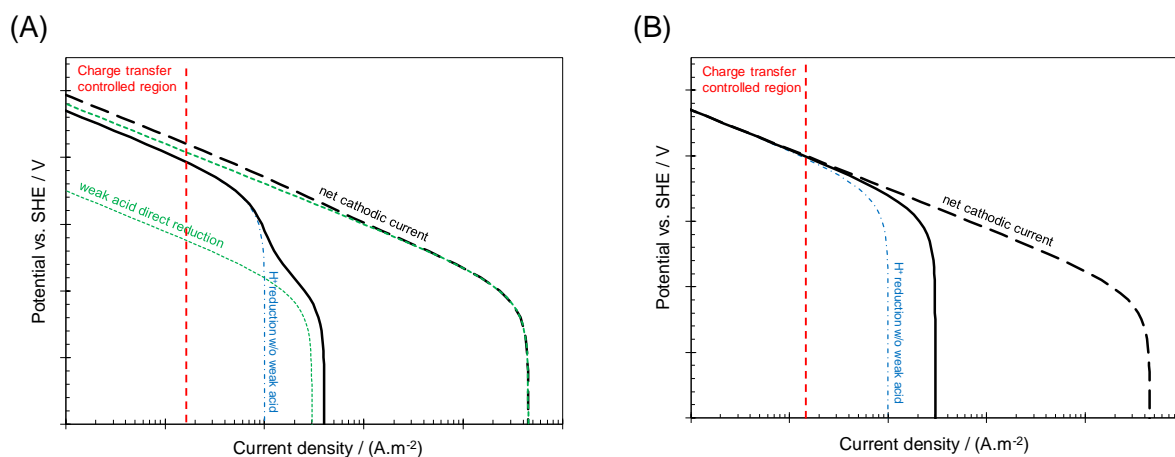 (A)
Charge transfer
controlled region
net cathodic current
weak acid direct reduction
H⁺ reduction w/o weak acid
Potential vs. SHE / V
Current density / (A.m⁻²)
(B)
Charge transfer
controlled region
net cathodic current
H⁺ reduction w/o weak acid
Potential vs. SHE / V
Current density / (A.m⁻²)